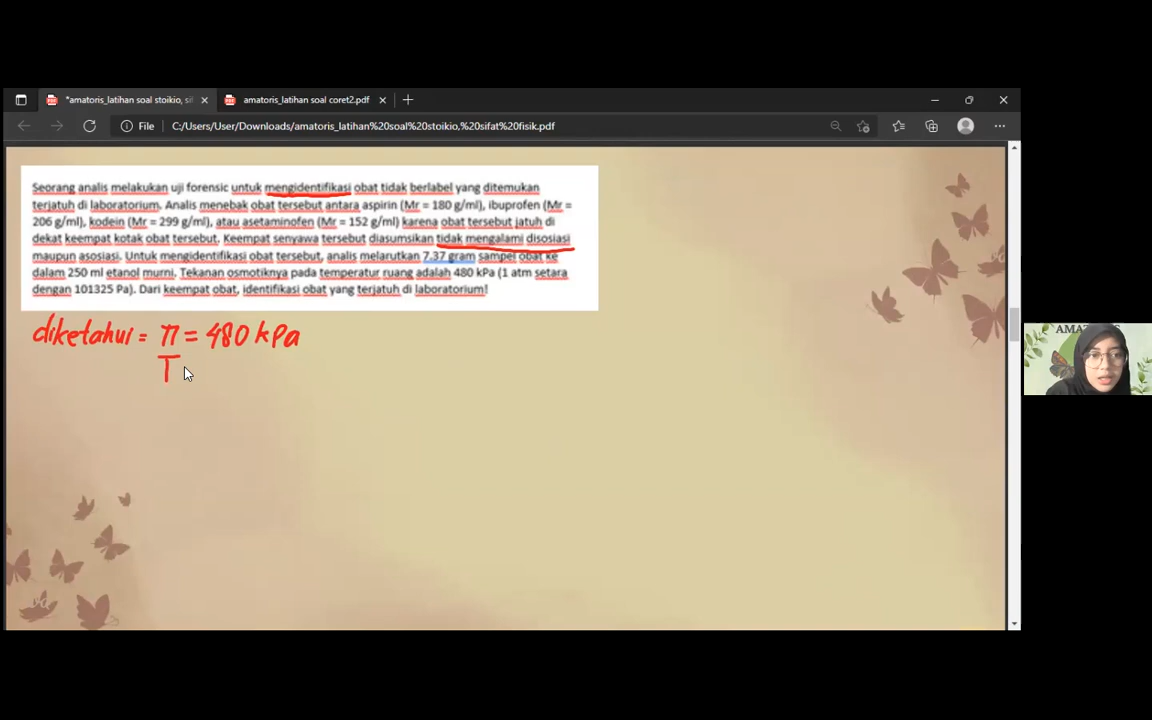 *amatoris_latihan soal stoikio, si
amatoris_latihan soal coret2.pdf
File
C:/Users/User/Downloads/amatoris_latihan%20soal%20stoikio,%20sifat%20fisik.pdf
Seorang analis melakukan uji forensic untuk mengidentifikasi obat tidak berlabel yang ditemukan
terjatuh di laboratorium. Analis menebak obat tersebut antara aspirin (Mr = 180 g/ml), ibuprofen (Mr =
206 g/ml), kodein (Mr = 299 g/ml), atau asetaminofen (Mr = 152 g/ml) karena obat tersebut jatuh di
dekat keempat kotak obat tersebut. Keempat senyawa tersebut diasumsikan tidak mengalami disosiasi
maupun asosiasi. Untuk mengidentifikasi obat tersebut, analis melarutkan 7.37 gram sampel obat ke
dalam 250 ml etanol murni. Tekanan osmotiknya pada temperatur ruang adalah 480 kPa (1 atm setara
dengan 101325 Pa). Dari keempat obat, identifikasi obat yang terjatuh di laboratorium!
diketahui = π = 480 kPa
T